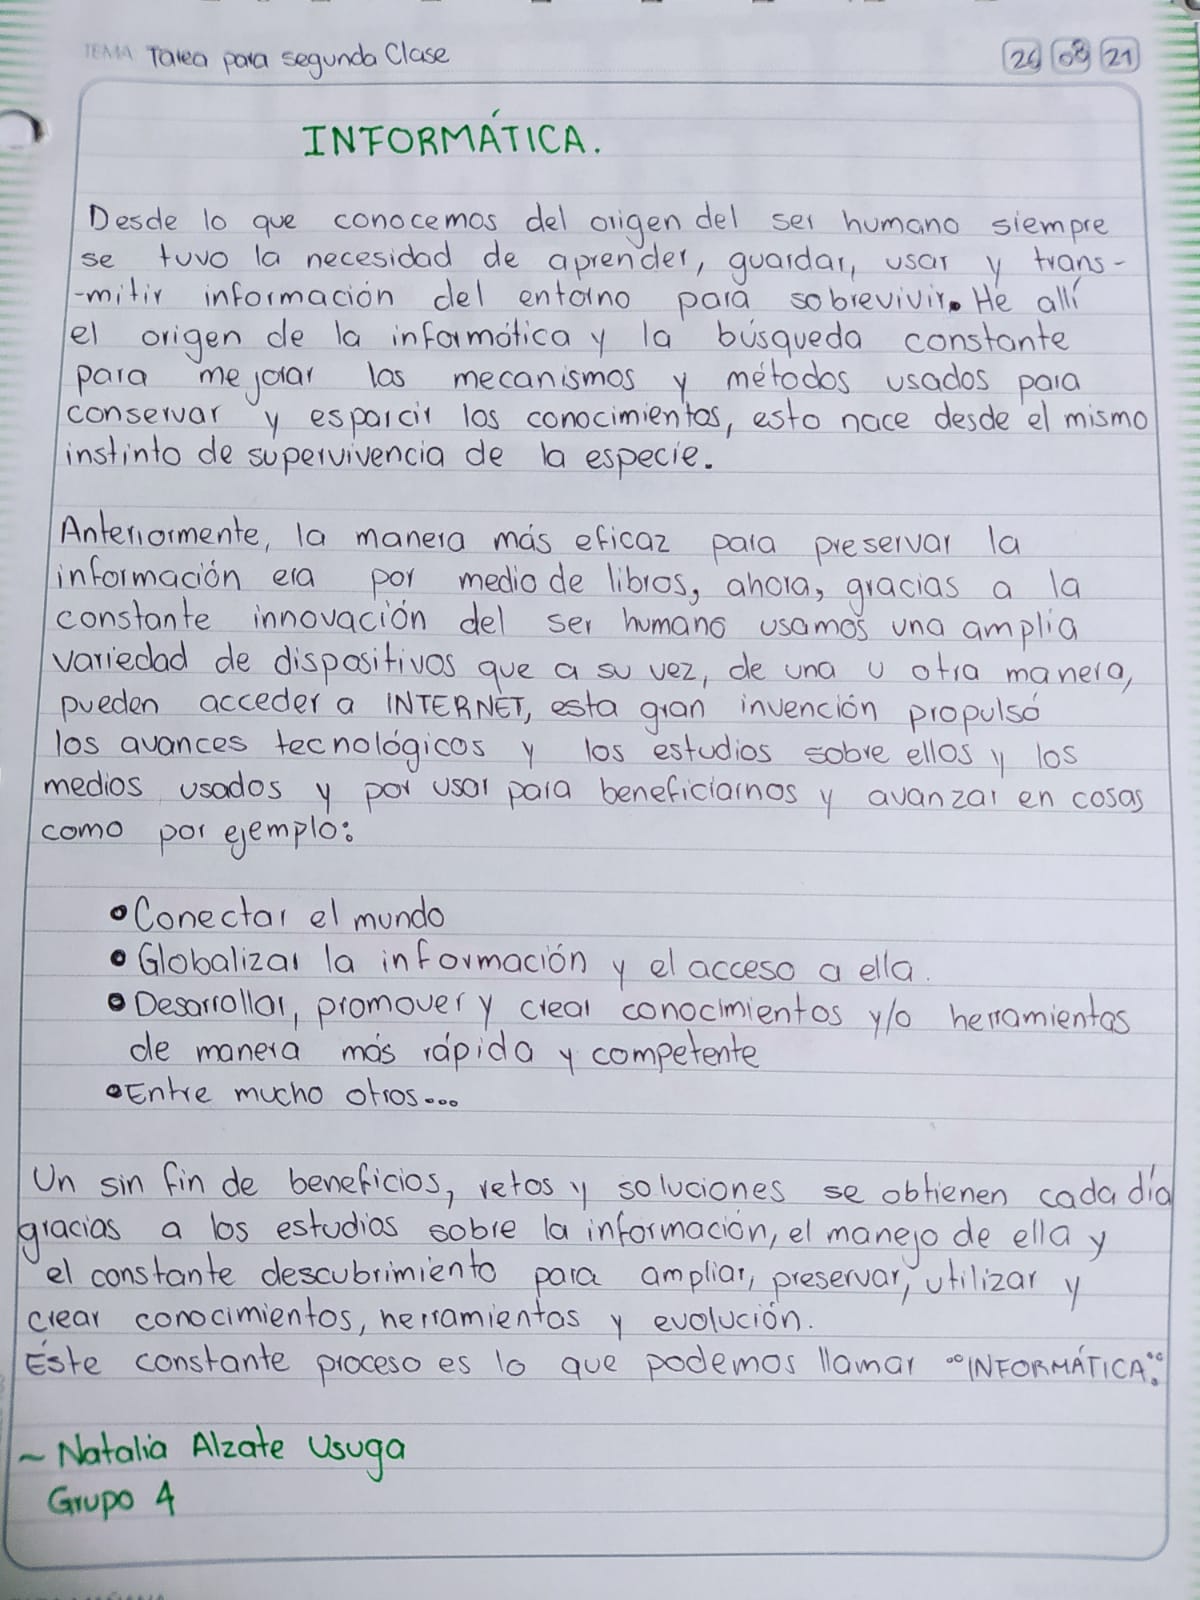 TEMA Tarea para segunda Clase 26 08 21
INFORMÁTICA.
Desde lo que conocemos del origen del ser humano siempre
se tuvo la necesidad de aprender, guardar, usar y trans-
-mitir información del entorno para sobrevivir. Hé allí
el origen de la informática y la búsqueda constante
para mejorar los mecanismos y métodos usados para
conservar y esparcir los conocimientos, esto nace desde el mismo
instinto de supervivencia de la especie.
Anteriormente, la manera más eficaz para preservar la
información era por medio de libros, ahora, gracias a la
constante innovación del ser humano usamos una amplia
variedad de dispositivos que a su vez, de una u otra manera,
pueden acceder a INTERNET, esta gran invención propulsó
los avances tecnológicos y los estudios sobre ellos y los
medios usados y por usar para beneficiarnos y avanzar en cosas
como por ejemplo:
• Conectar el mundo
• Globalizar la información y el acceso a ella.
• Desarrollar, promover y crear conocimientos y/o herramientas
de manera más rápida y competente
• Entre mucho otros...
Un sin fin de beneficios, retos y soluciones se obtienen cada día
gracias a los estudios sobre la información, el manejo de ella y
el constante descubrimiento para ampliar, preservar, utilizar y
crear conocimientos, herramientas y evolución.
Éste constante proceso es lo que podemos llamar "INFORMÁTICA".
~ Natalia Alzate Usuga
Grupo 4